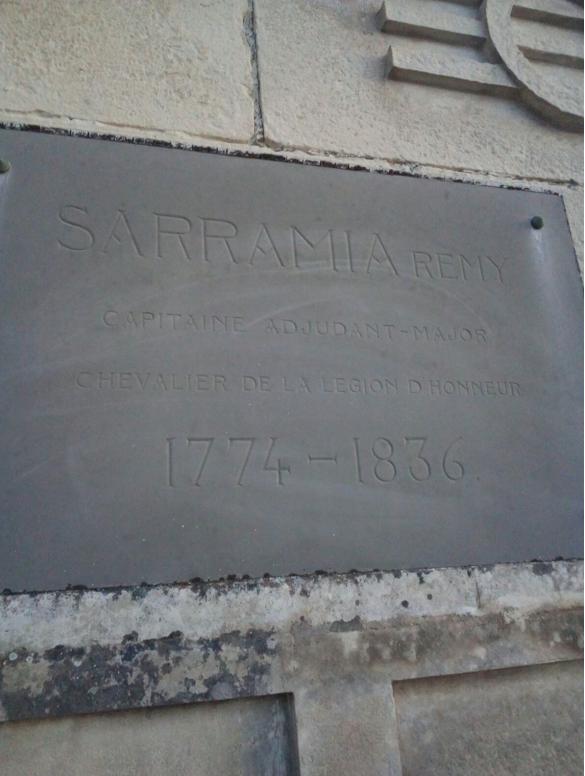 SARRAMIA REMY
CAPITAINE ADJUDANT-MAJOR
CHEVALIER DE LA LEGION D'HONNEUR
1774-1836.